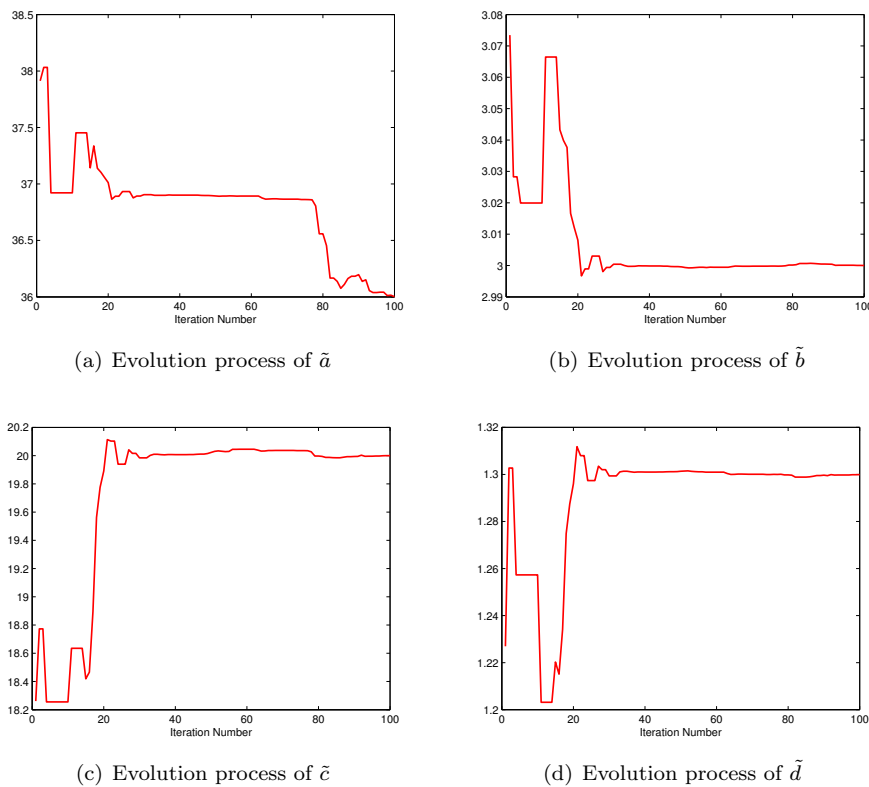 38.5
38
37.5
37
36.5
36
0 20 40 60 80 100
Iteration Number
(a) Evolution process of ã
3.08
3.07
3.06
3.05
3.04
3.03
3.02
3.01
3
2.99
0 20 40 60 80 100
Iteration Number
(b) Evolution process of b̃
20.2
20
19.8
19.6
19.4
19.2
19
18.8
18.6
18.4
18.2
0 20 40 60 80 100
Iteration Number
(c) Evolution process of c̃
1.32
1.3
1.28
1.26
1.24
1.22
1.2
0 20 40 60 80 100
Iteration Number
(d) Evolution process of d̃